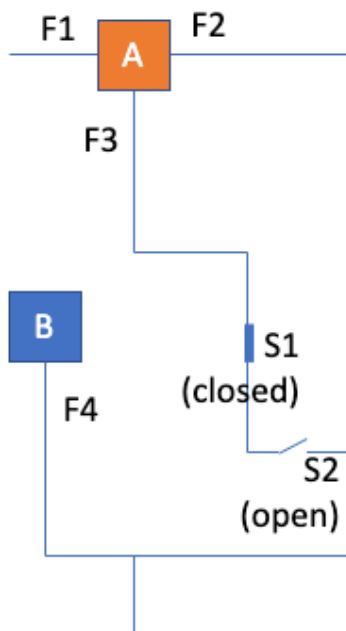 F1
A
F2
F3
B
S1
(closed)
F4
S2
(open)